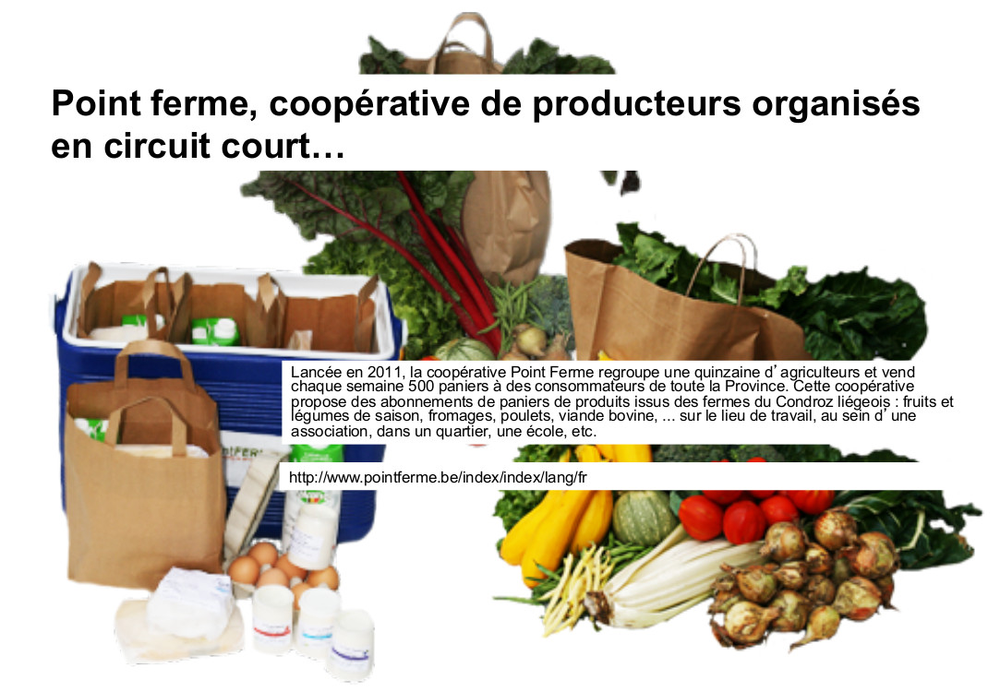 Point ferme, coopérative de producteurs organisés
en circuit court…
Lancée en 2011, la coopérative Point Ferme regroupe une quinzaine d’ agriculteurs et vend
chaque semaine 500 paniers à des consommateurs de toute la Province. Cette coopérative
propose des abonnements de paniers de produits issus des fermes du Condroz liégeois : fruits et
légumes de saison, fromages, poulets, viande bovine, ... sur le lieu de travail, au sein d’ une
association, dans un quartier, une école, etc.
http://www.pointferme.be/index/index/lang/fr